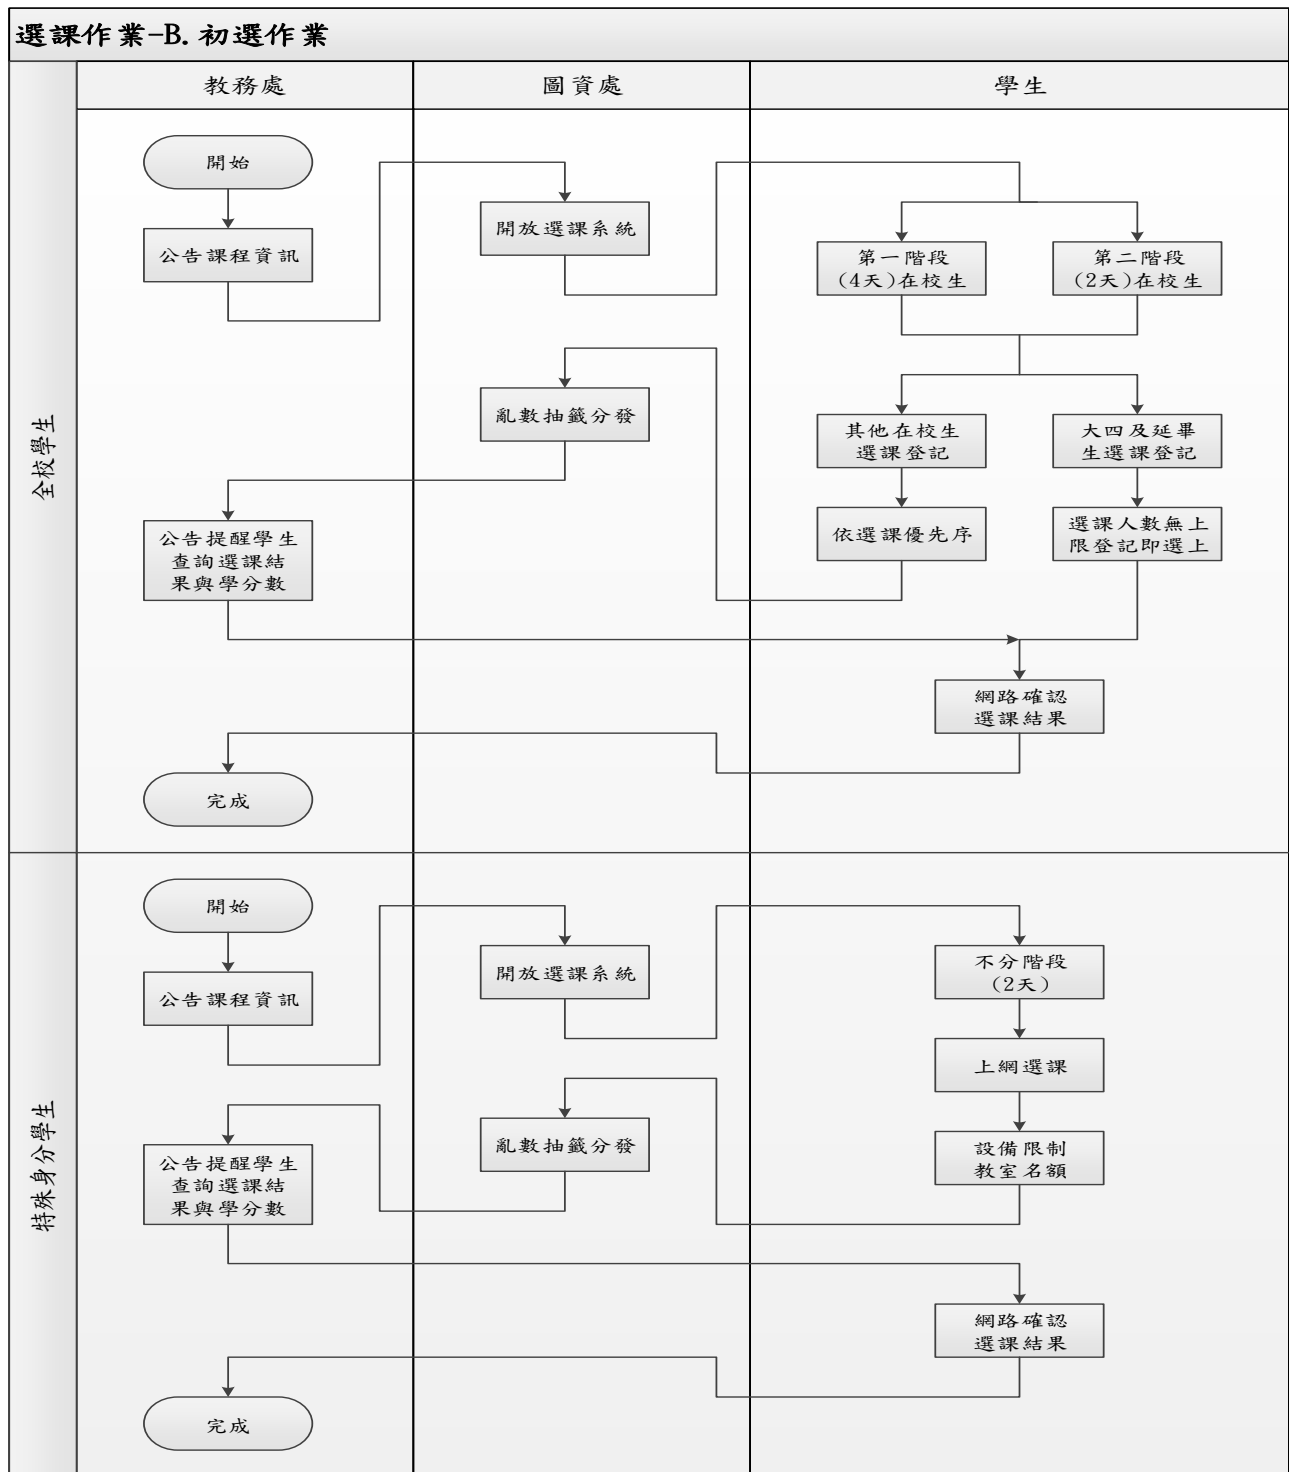 選課作業-B.初選作業
教務處
圖資處
學生
全校學生
開始
公告課程資訊
開放選課系統
第一階段
(4天)在校生
第二階段
(2天)在校生
亂數抽籤分發
其他在校生
選課登記
大四及延畢
生選課登記
公告提醒學生
查詢選課結
果與學分數
依選課優先序
選課人數無上
限登記即選上
網路確認
選課結果
完成
特殊身分學生
開始
公告課程資訊
開放選課系統
不分階段
(2天)
上網選課
亂數抽籤分發
設備限制
教室名額
公告提醒學生
查詢選課結
果與學分數
網路確認
選課結果
完成